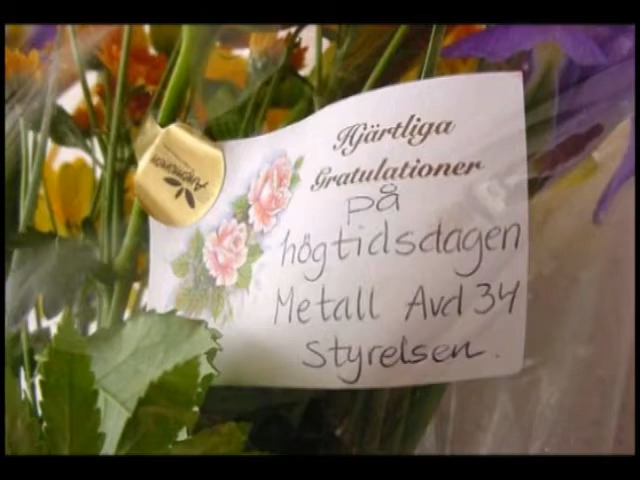 Hjärtliga
Gratulationer
på
högtidsdagen
Metall Avd 34
Styrelsen.